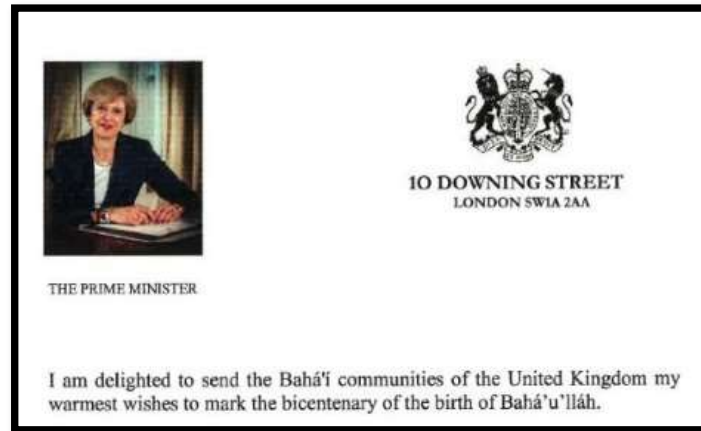 10 DOWNING STREET
LONDON SW1A 2AA
THE PRIME MINISTER
I am delighted to send the Bahá'í communities of the United Kingdom my
warmest wishes to mark the bicentenary of the birth of Bahá'u'lláh.